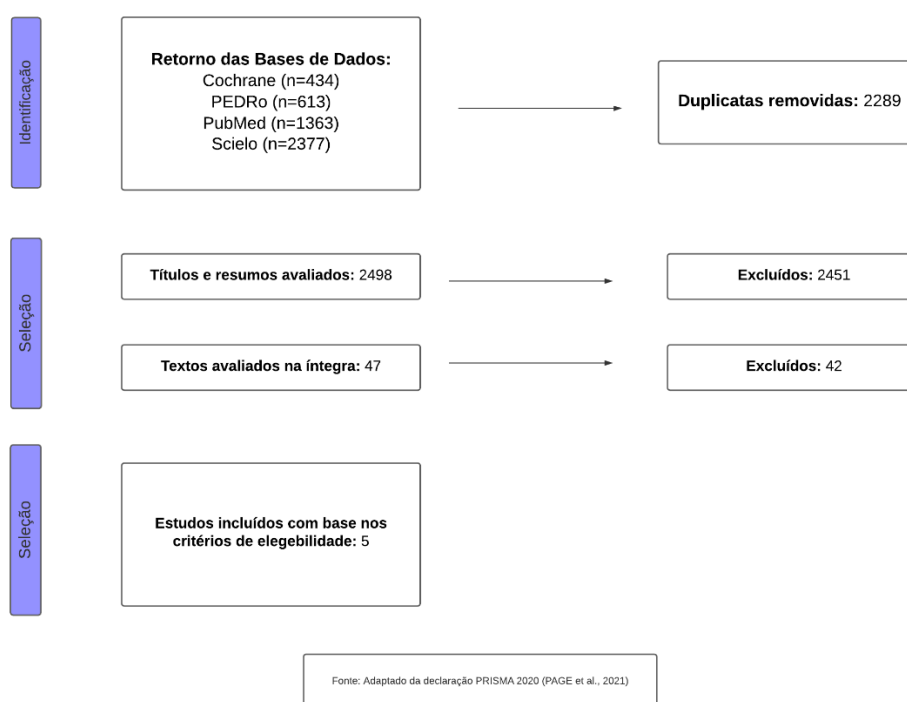 Identificação
Retorno das Bases de Dados:
Cochrane (n=434)
PEDRo (n=613)
PubMed (n=1363)
Scielo (n=2377)
Duplicatas removidas: 2289
Seleção
Títulos e resumos avaliados: 2498
Excluídos: 2451
Textos avaliados na íntegra: 47
Excluídos: 42
Seleção
Estudos incluídos com base nos
critérios de elegebilidade: 5
Fonte: Adaptado da declaração PRISMA 2020 (PAGE et al., 2021)